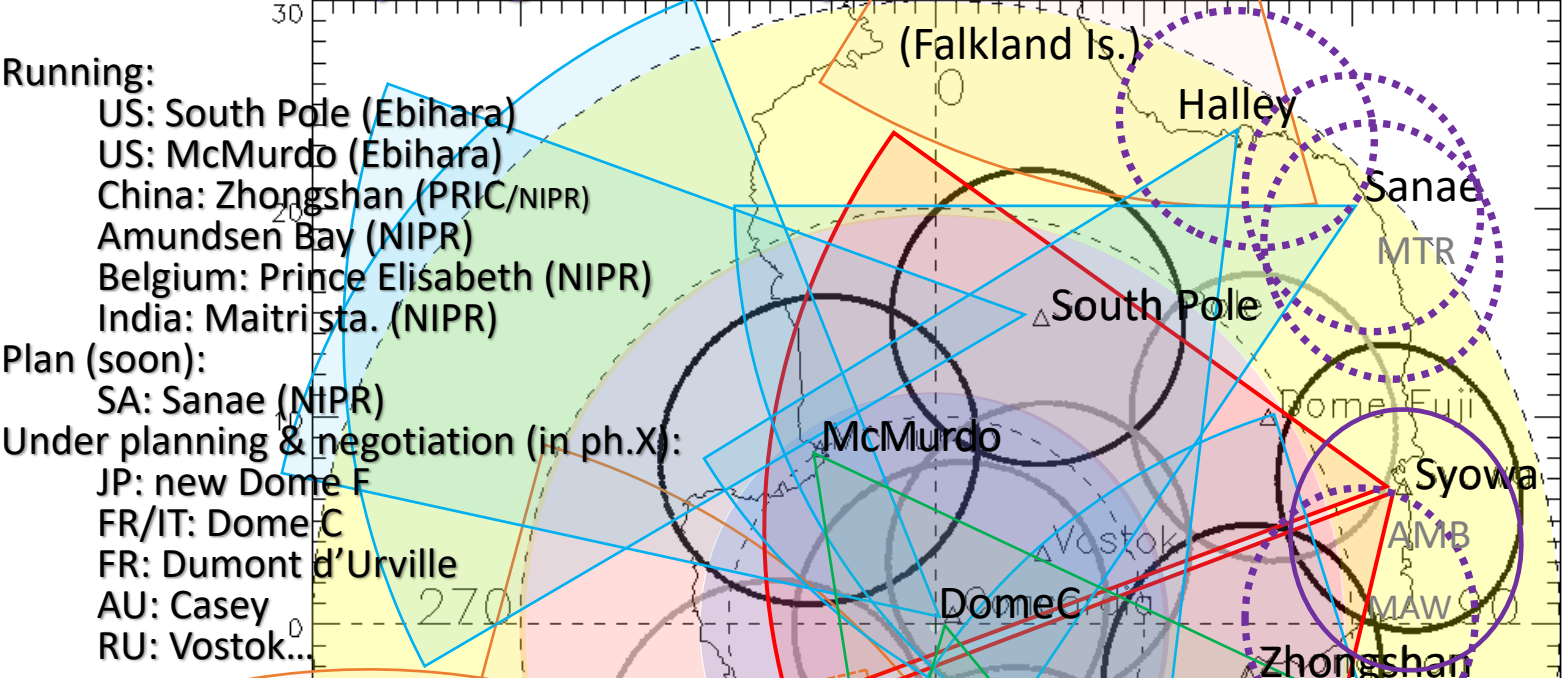 30
(Falkland Is.)
0
Running:
Halley
US: South Pole (Ebihara)
US: McMurdo (Ebihara)
China: Zhongshan (PRIC/NIPR)
Sanae
20
Amundsen Bay (NIPR)
MTR
Belgium: Prince Elisabeth (NIPR)
India: Maitri sta. (NIPR)
South Pole
Plan (soon):
SA: Sanae (NIPR)
Dome Fuji
Under planning & negotiation (in ph.X):
McMurdo
JP: new Dome F
Syowa
FR/IT: Dome C
AMB
Vostok
FR: Dumont d’Urville
AU: Casey
270
DomeC
MAW
90
0
RU: Vostok...
Zhongshan